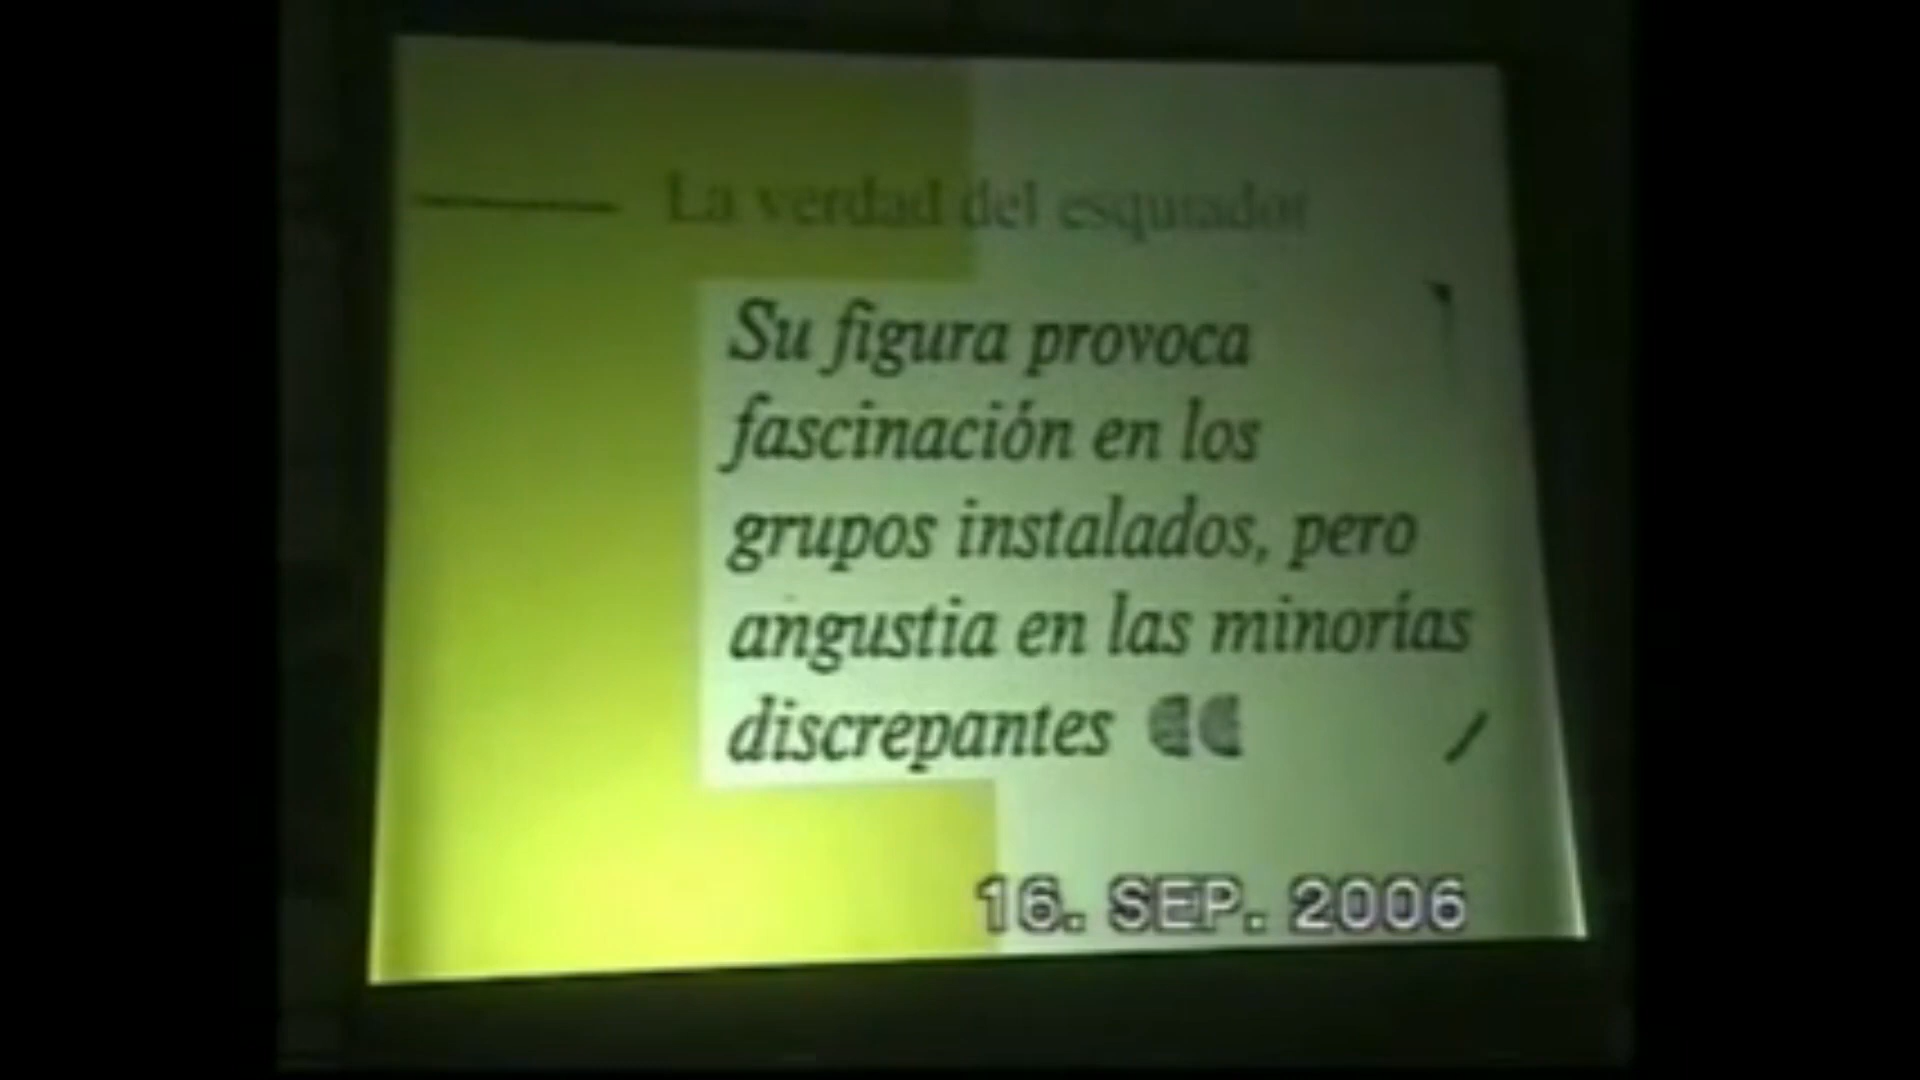 La verdad del esquiador
Su figura provoca
fascinación en los
grupos instalados, pero
angustia en las minorías
discrepantes
16. SEP. 2006